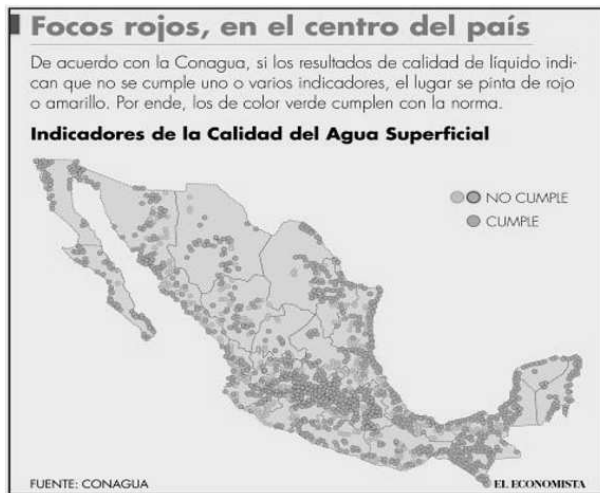 Focos rojos, en el centro del país
De acuerdo con la Conagua, si los resultados de calidad de líquido indi-
can que no se cumple uno o varios indicadores, el lugar se pinta de rojo
o amarillo. Por ende, los de color verde cumplen con la norma.
Indicadores de la Calidad del Agua Superficial
NO CUMPLE
CUMPLE
FUENTE: CONAGUA
EL ECONOMISTA